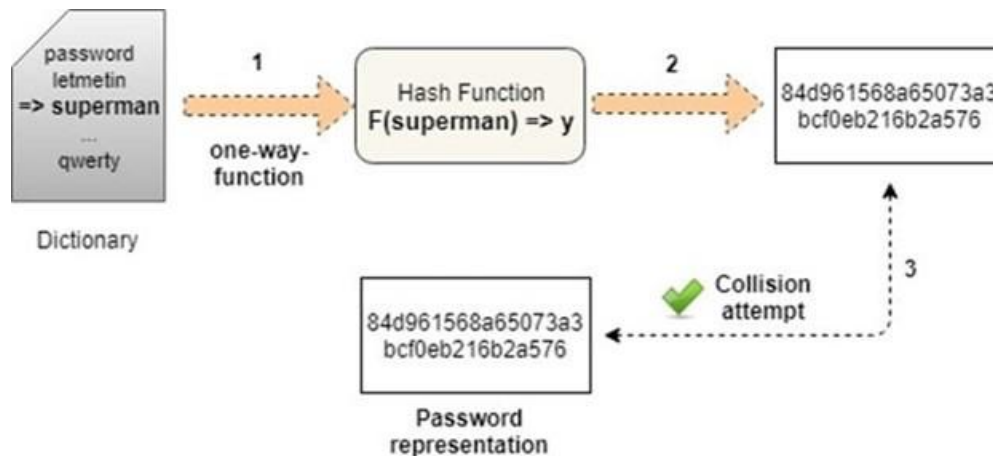 password
letmetin
=> superman
...
qwerty
Dictionary
1
one-way-
function
Hash Function
F(superman) => y
2
84d961568a65073a3
bcf0eb216b2a576
3
Collision
attempt
84d961568a65073a3
bcf0eb216b2a576
Password
representation